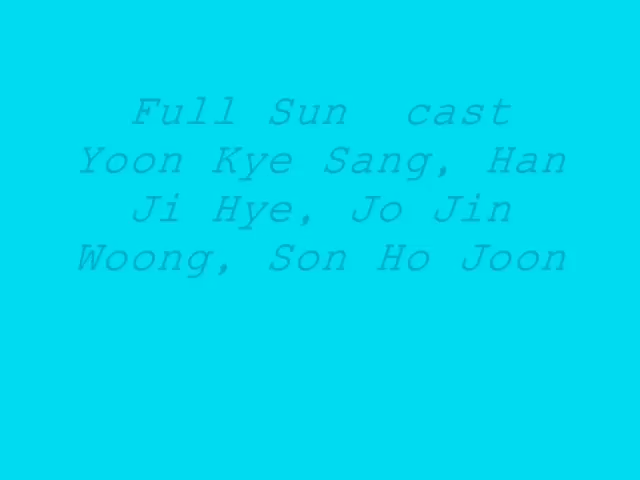 Full Sun  cast
Yoon Kye Sang, Han
Ji Hye, Jo Jin
Woong, Son Ho Joon